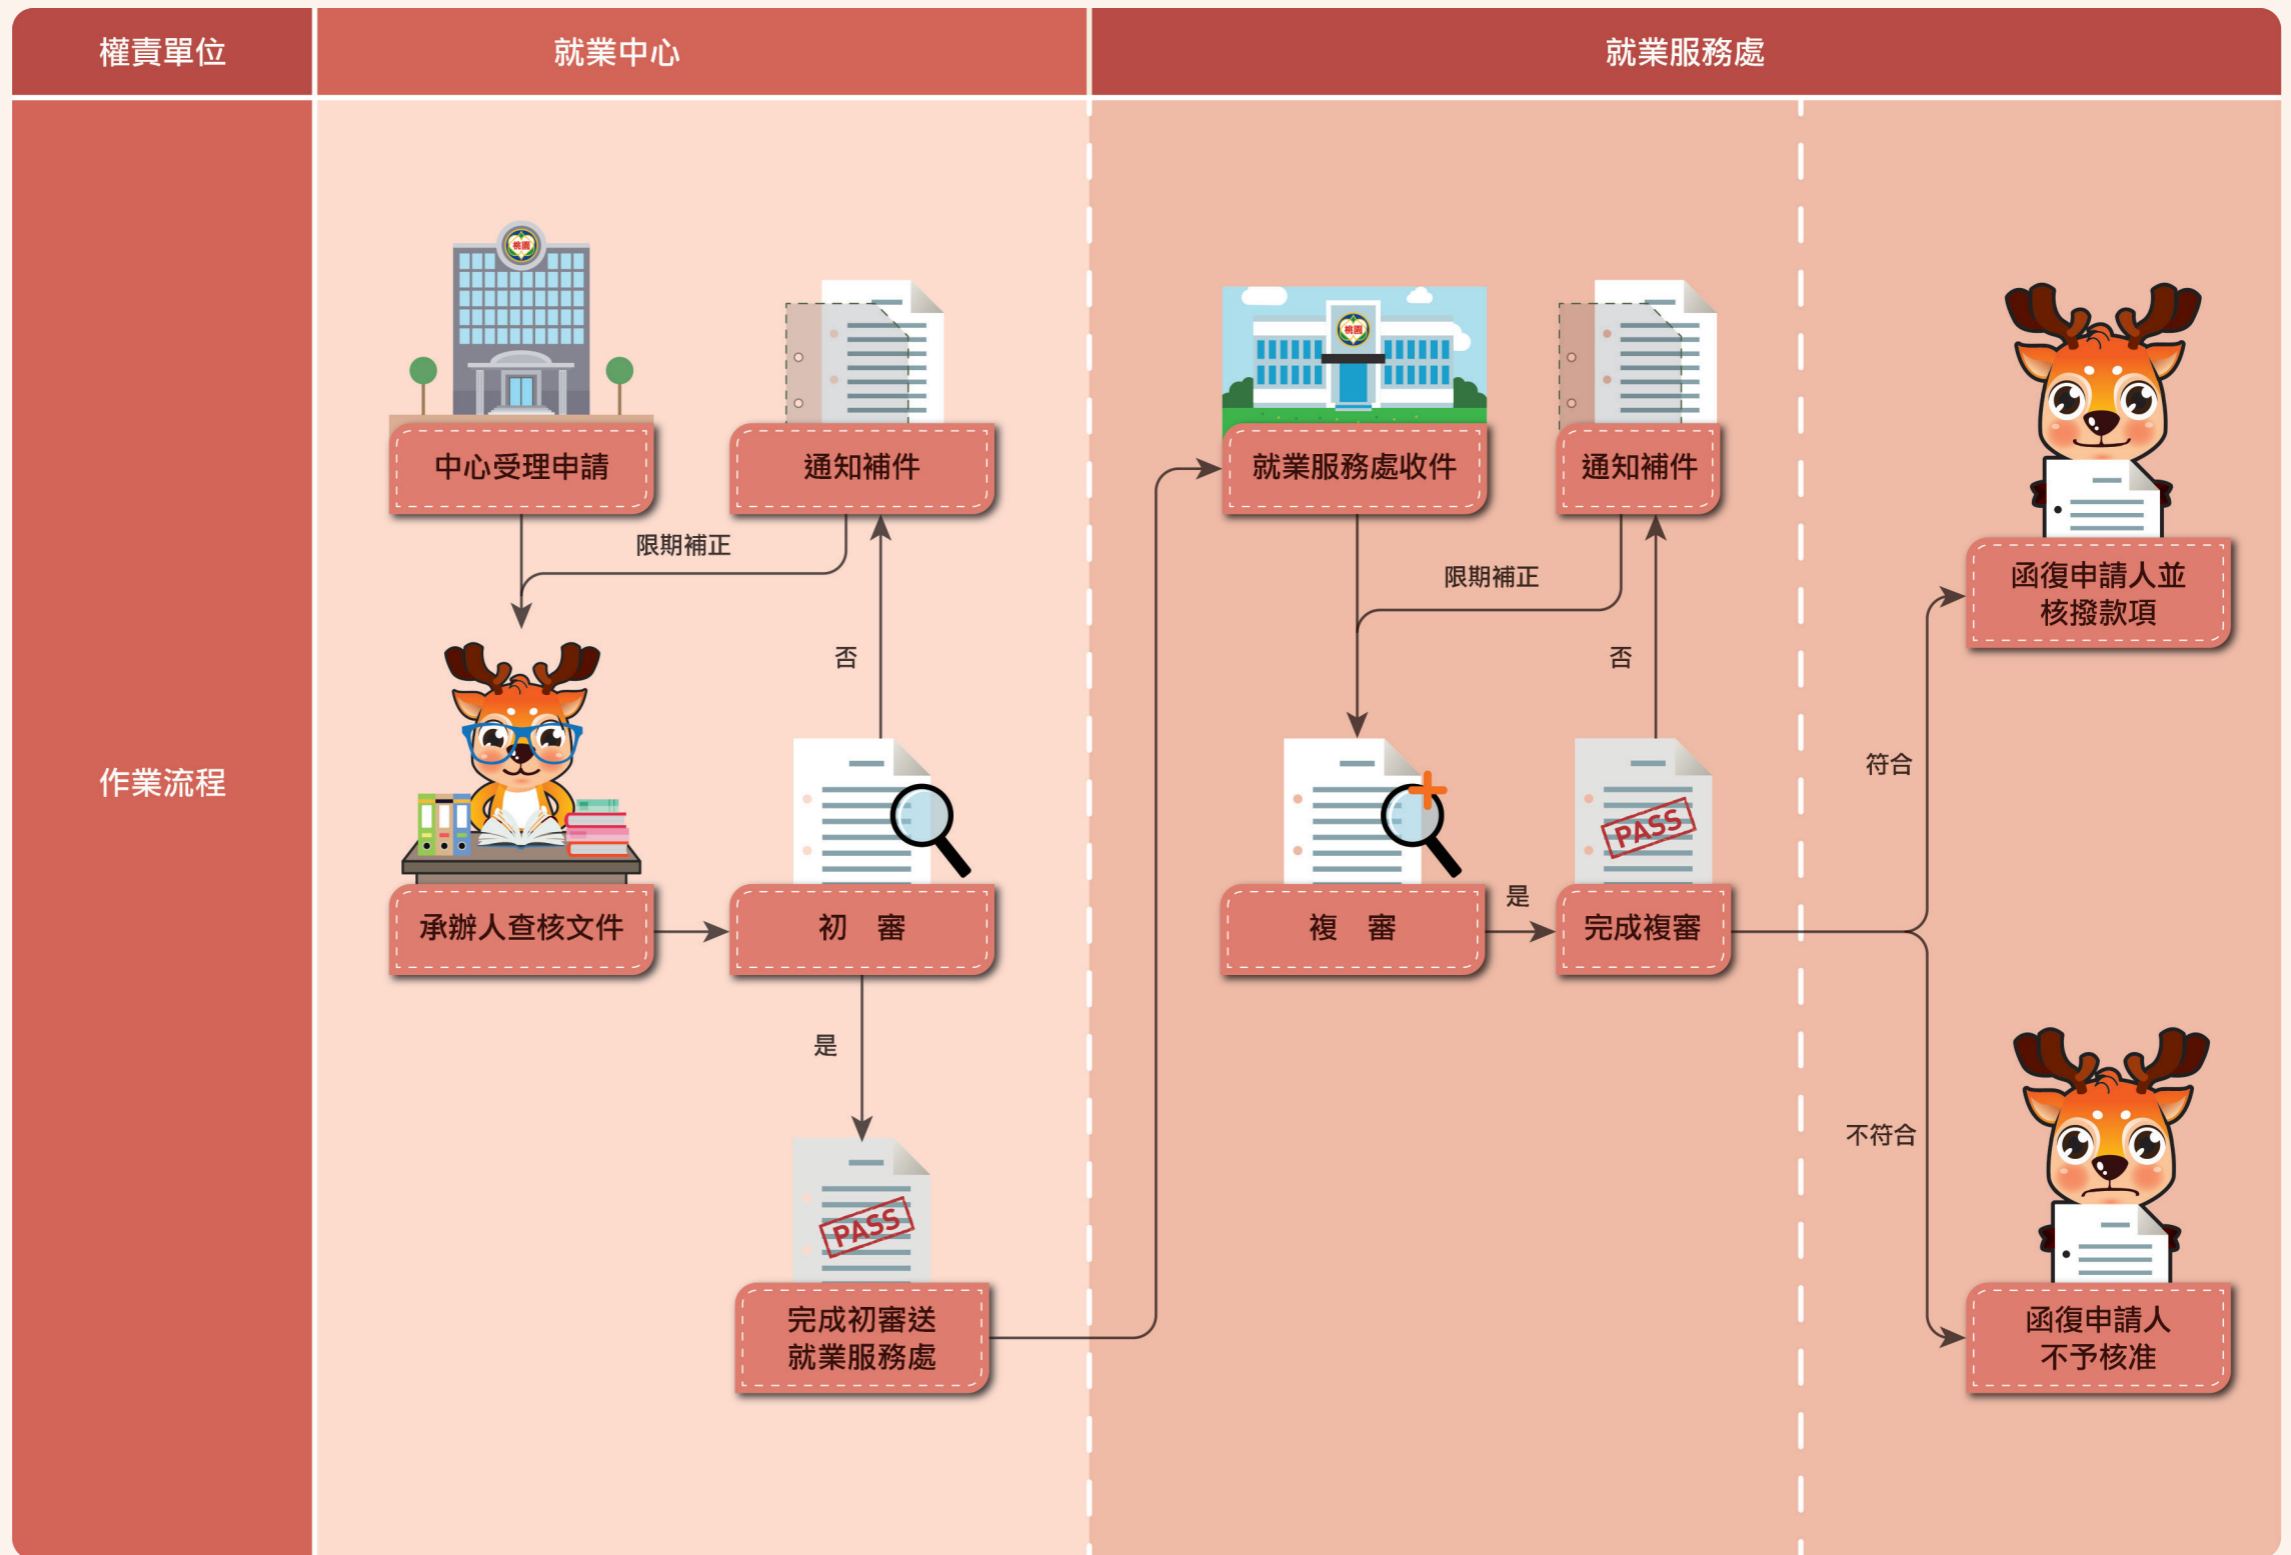 權責單位
就業中心
就業服務處
作業流程
桃園
中心受理申請
通知補件
限期補正
否
承辦人查核文件
初 審
是
PASS
完成初審送
就業服務處
桃園
就業服務處收件
通知補件
限期補正
否
複 審
是
PASS
完成複審
符合
不符合
函復申請人並
核撥款項
函復申請人
不予核准